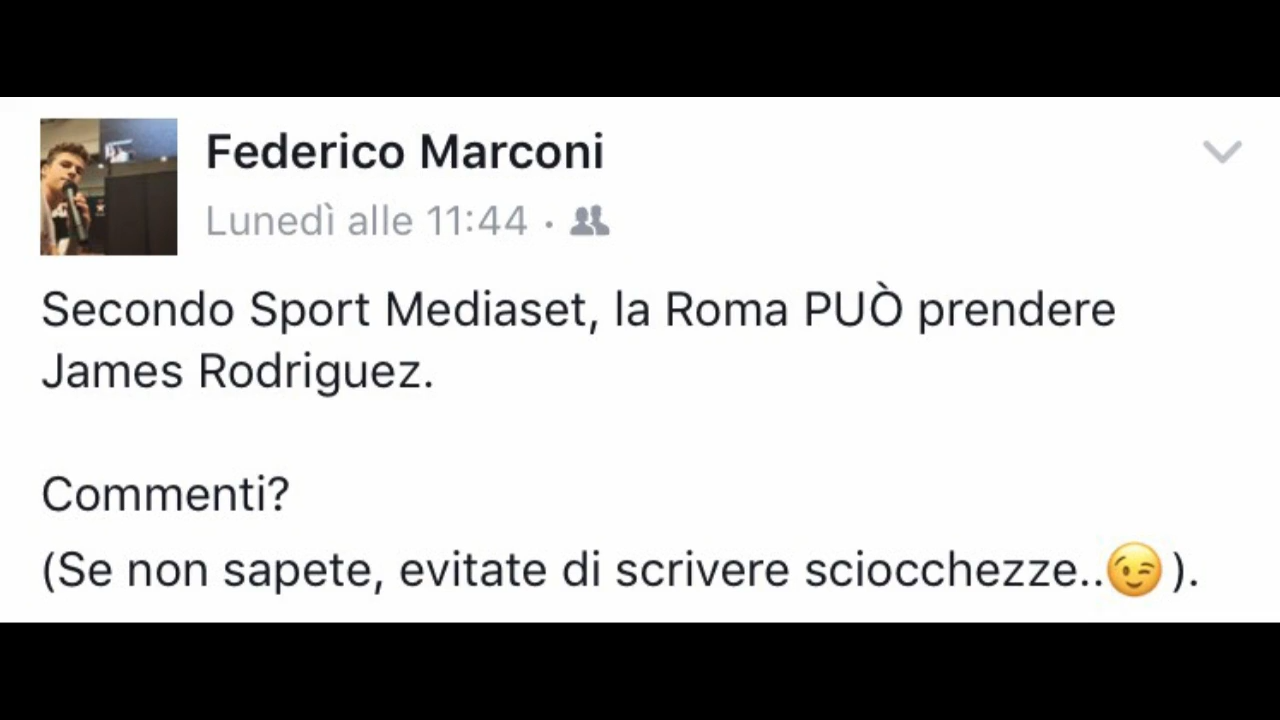 Federico Marconi
Lunedì alle 11:44 ·
Secondo Sport Mediaset, la Roma PUÒ prendere
James Rodriguez.
Commenti?
(Se non sapete, evitate di scrivere sciocchezze..😉).